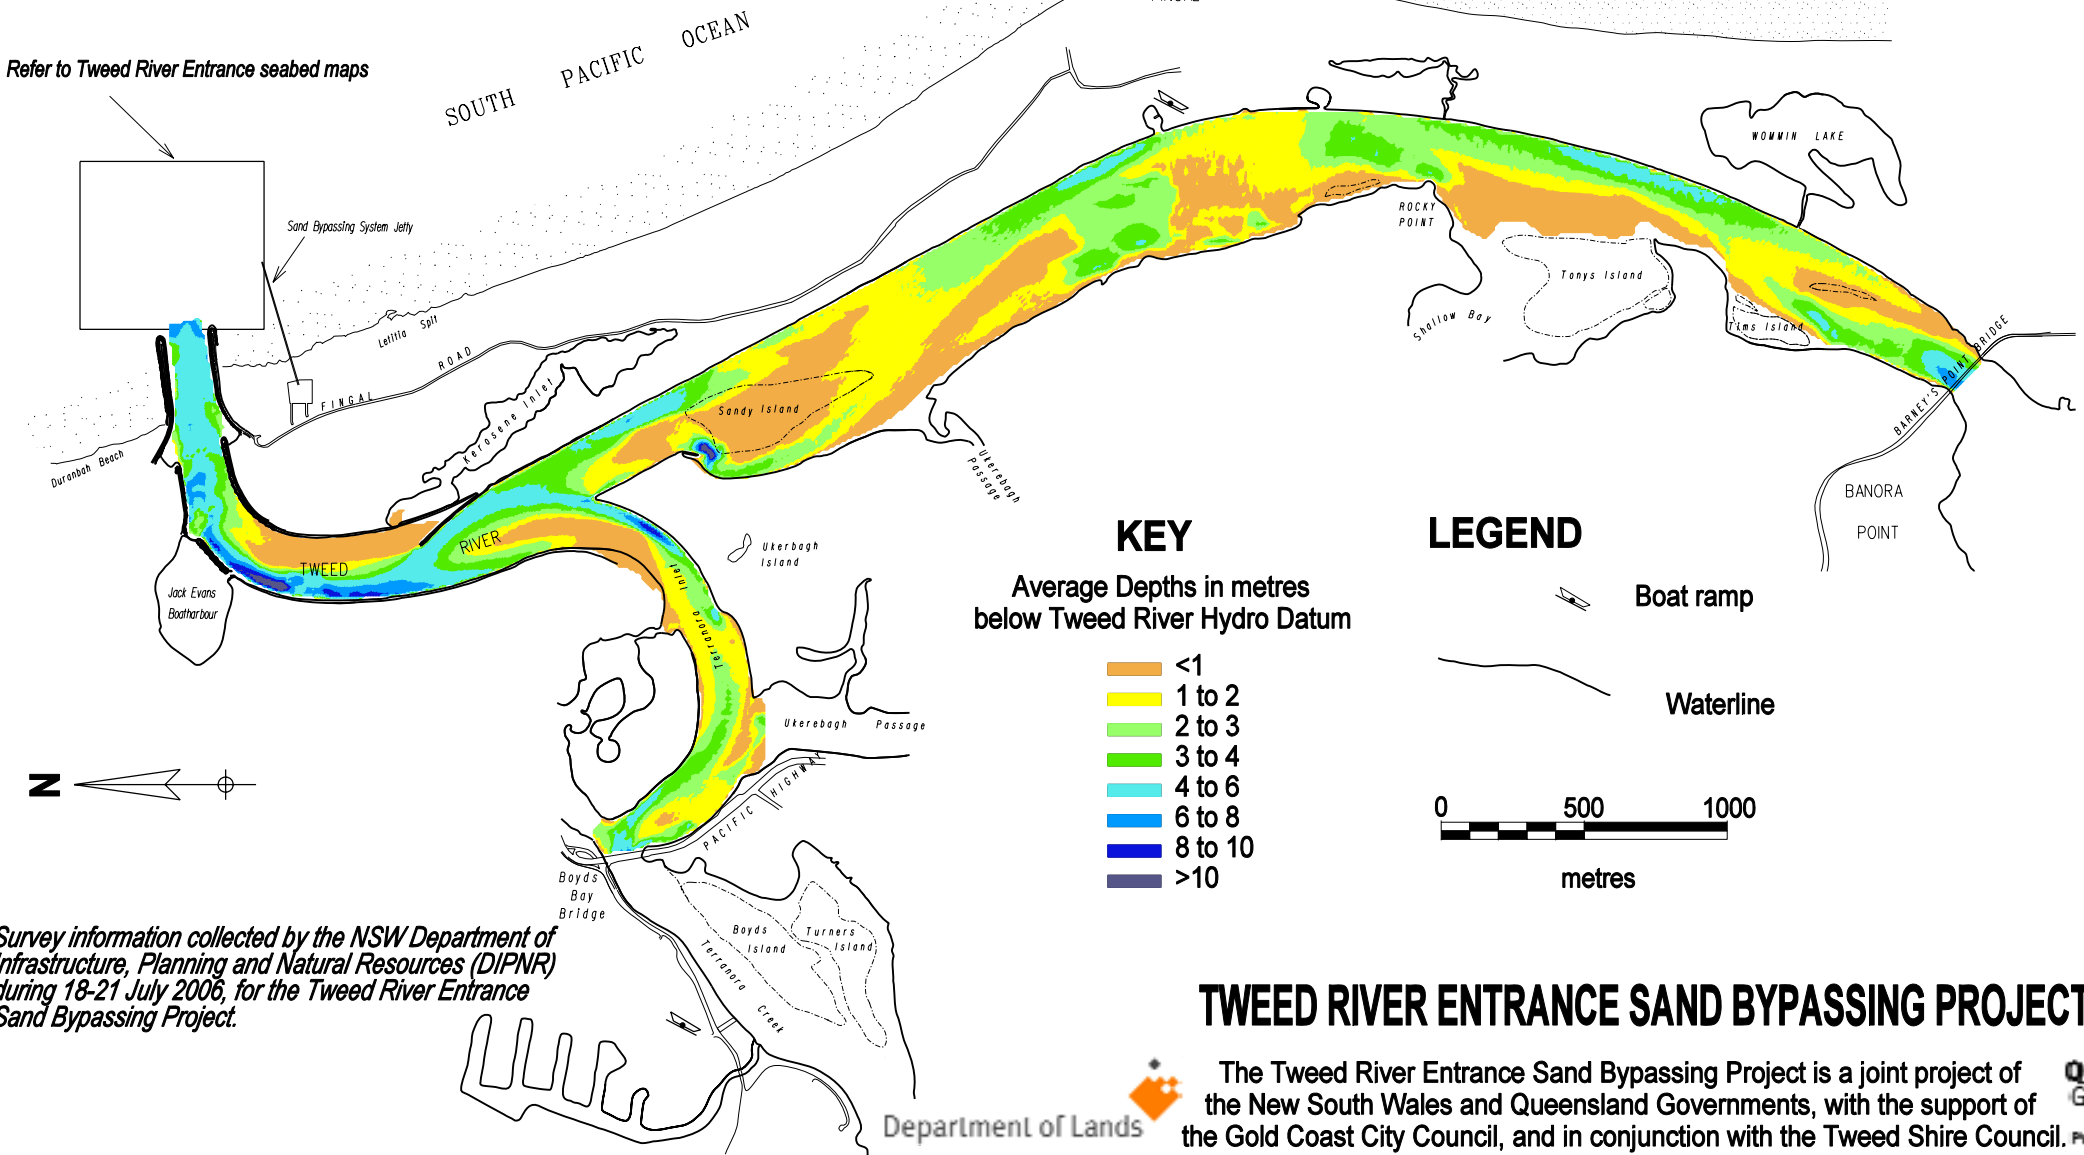 Refer to Tweed River Entrance seabed maps
SOUTH PACIFIC OCEAN
Sand Bypassing System Jetty
Letitia Spit
FINGAL ROAD
Kerosene Inlet
Duranbah Beach
Jack Evans
Boatharbour
TWEED RIVER
Sandy Island
Ukerebagh
Passage
Ukerbagh
Island
Terranora Inlet
Ukerebagh Passage
PACIFIC HIGHWAY
Boyds
Bay
Bridge
Boyds
Island
Turners
Island
Terranora Creek
ROCKY
POINT
Shallow Bay
Tonys Island
Tims Island
WOMMIN LAKE
BARNEY'S POINT BRIDGE
BANORA
POINT
N
KEY
Average Depths in metres
below Tweed River Hydro Datum
<1
1 to 2
2 to 3
3 to 4
4 to 6
6 to 8
8 to 10
>10
LEGEND
Boat ramp
Waterline
0 500 1000
metres
Survey information collected by the NSW Department of
Infrastructure, Planning and Natural Resources (DIPNR)
during 18-21 July 2006, for the Tweed River Entrance
Sand Bypassing Project.
TWEED RIVER ENTRANCE SAND BYPASSING PROJECT
The Tweed River Entrance Sand Bypassing Project is a joint project of
the New South Wales and Queensland Governments, with the support of
the Gold Coast City Council, and in conjunction with the Tweed Shire Council.
Department of Lands